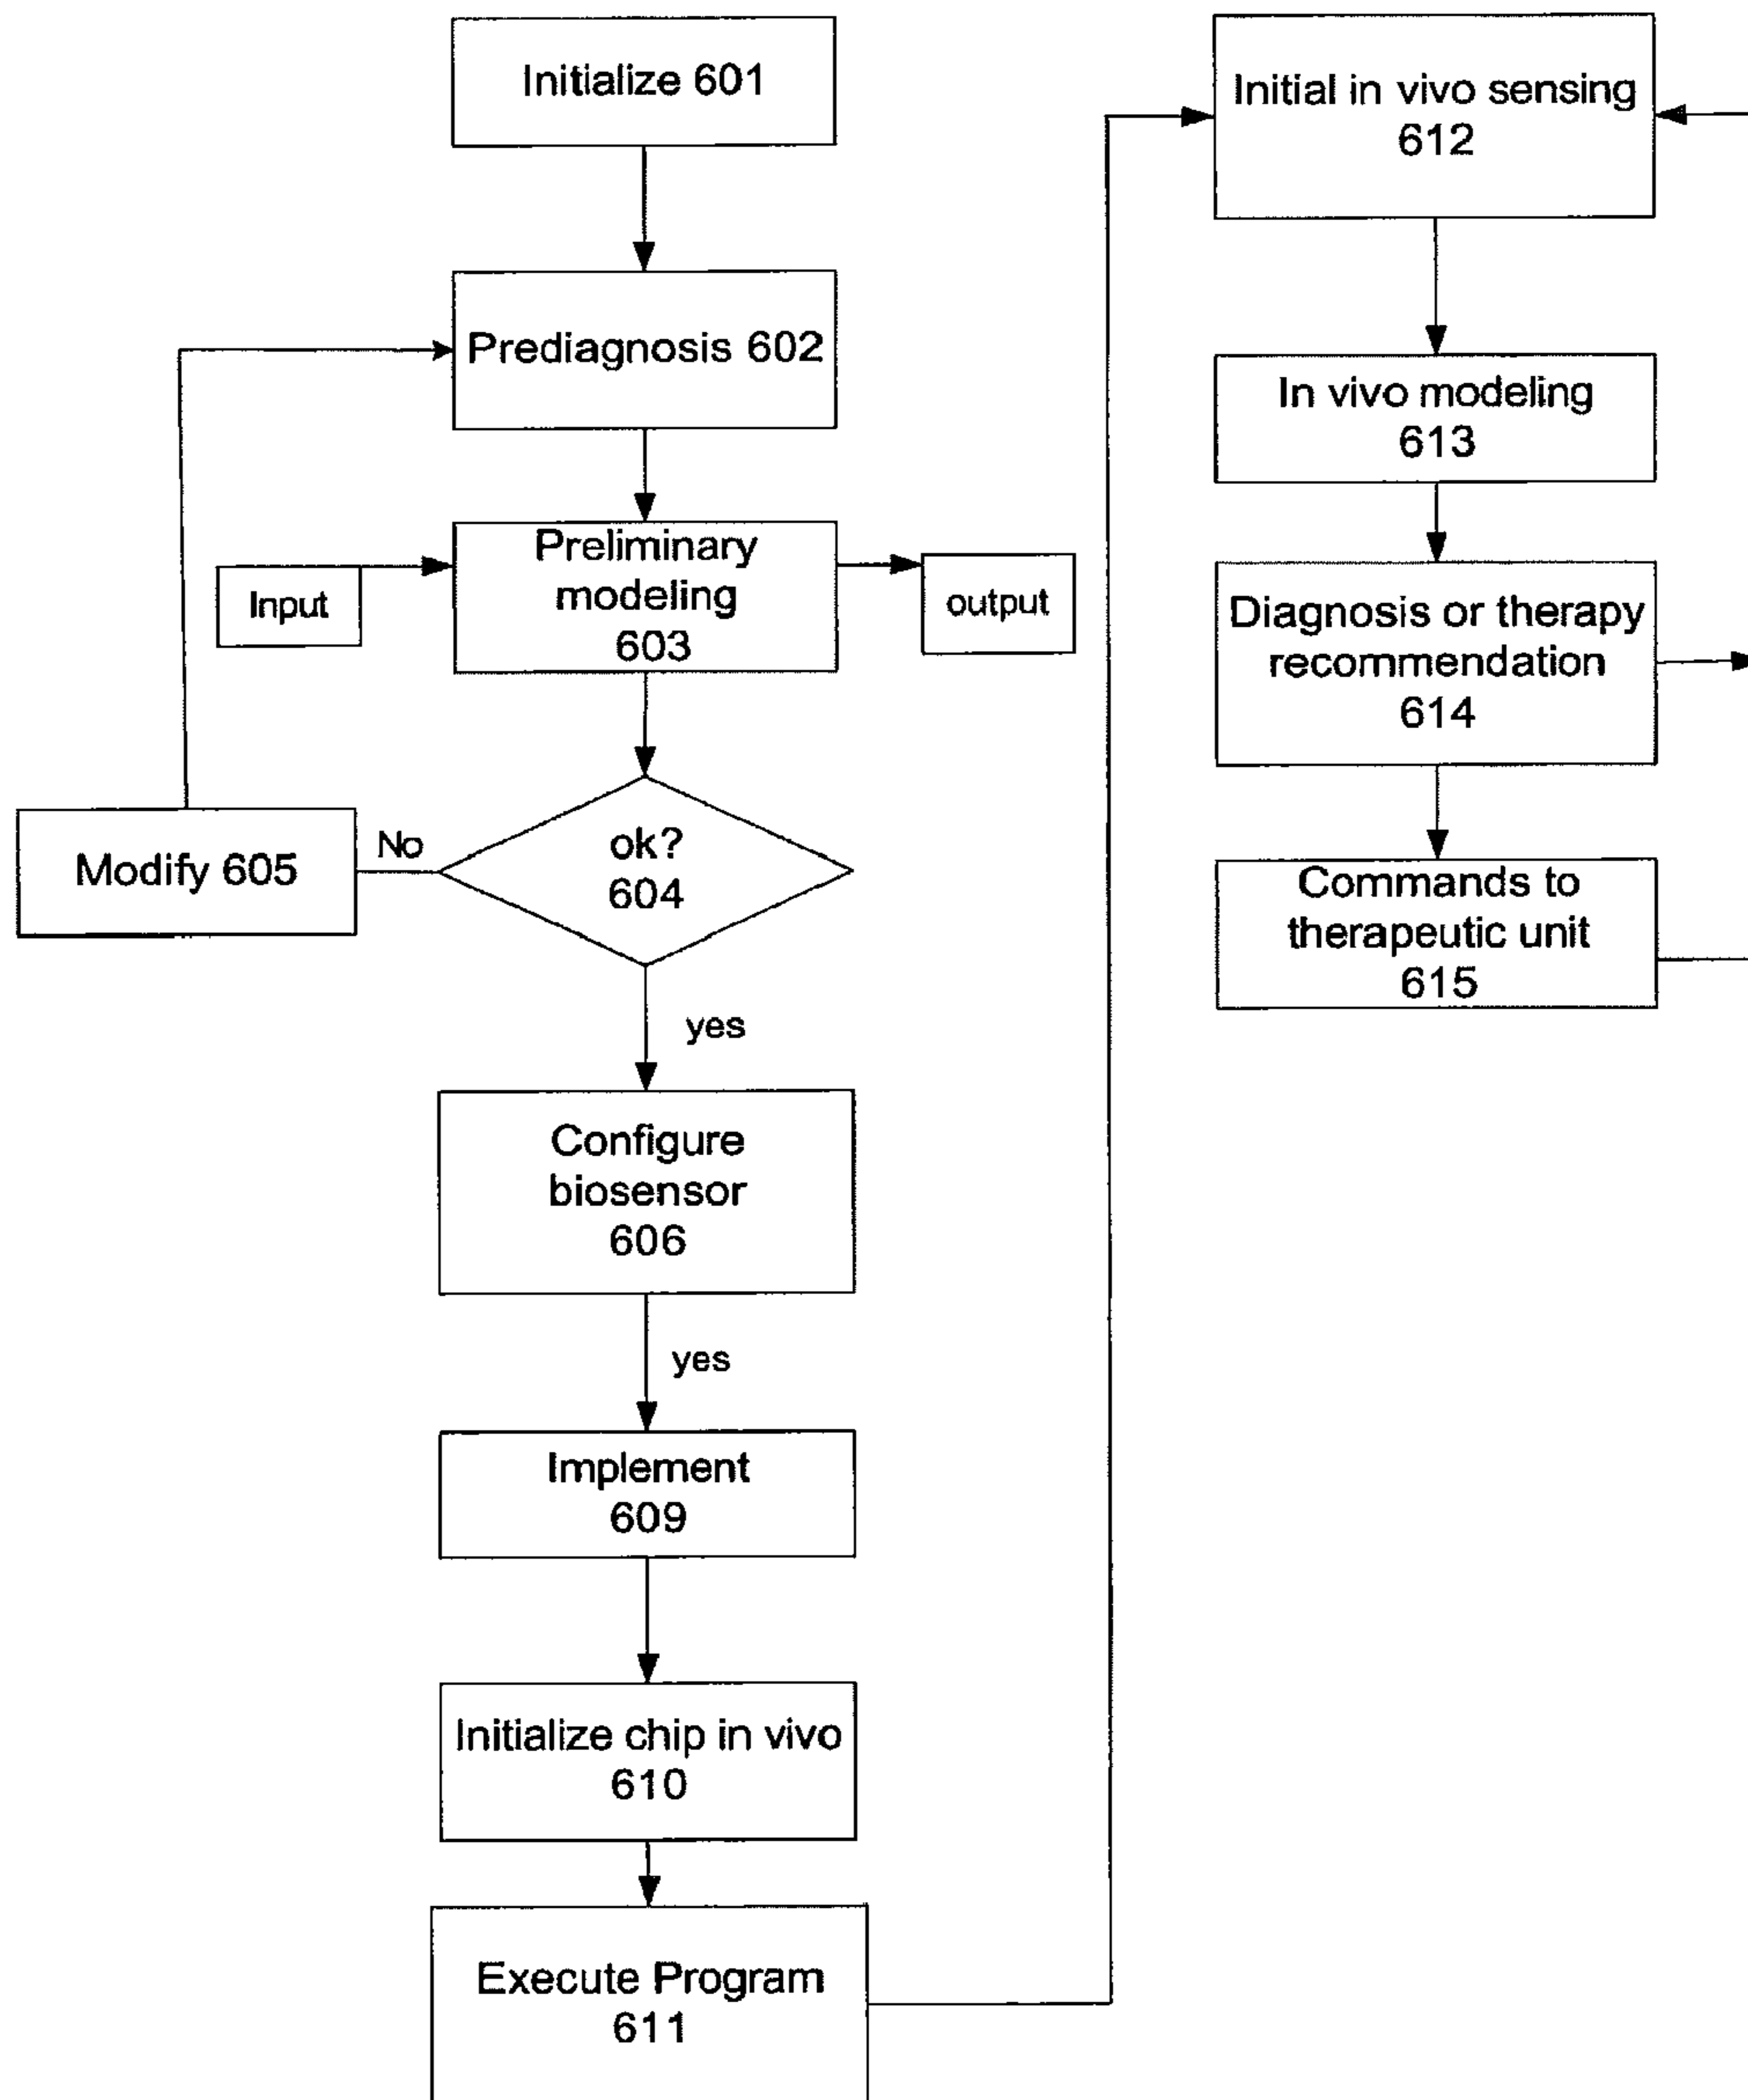 Initialize 601
Prediagnosis 602
Input
Preliminary
modeling
603
output
ok?
604
No
Modify 605
yes
Configure
biosensor
606
yes
Implement
609
Initialize chip in vivo
610
Execute Program
611
Initial in vivo sensing
612
In vivo modeling
613
Diagnosis or therapy
recommendation
614
Commands to
therapeutic unit
615